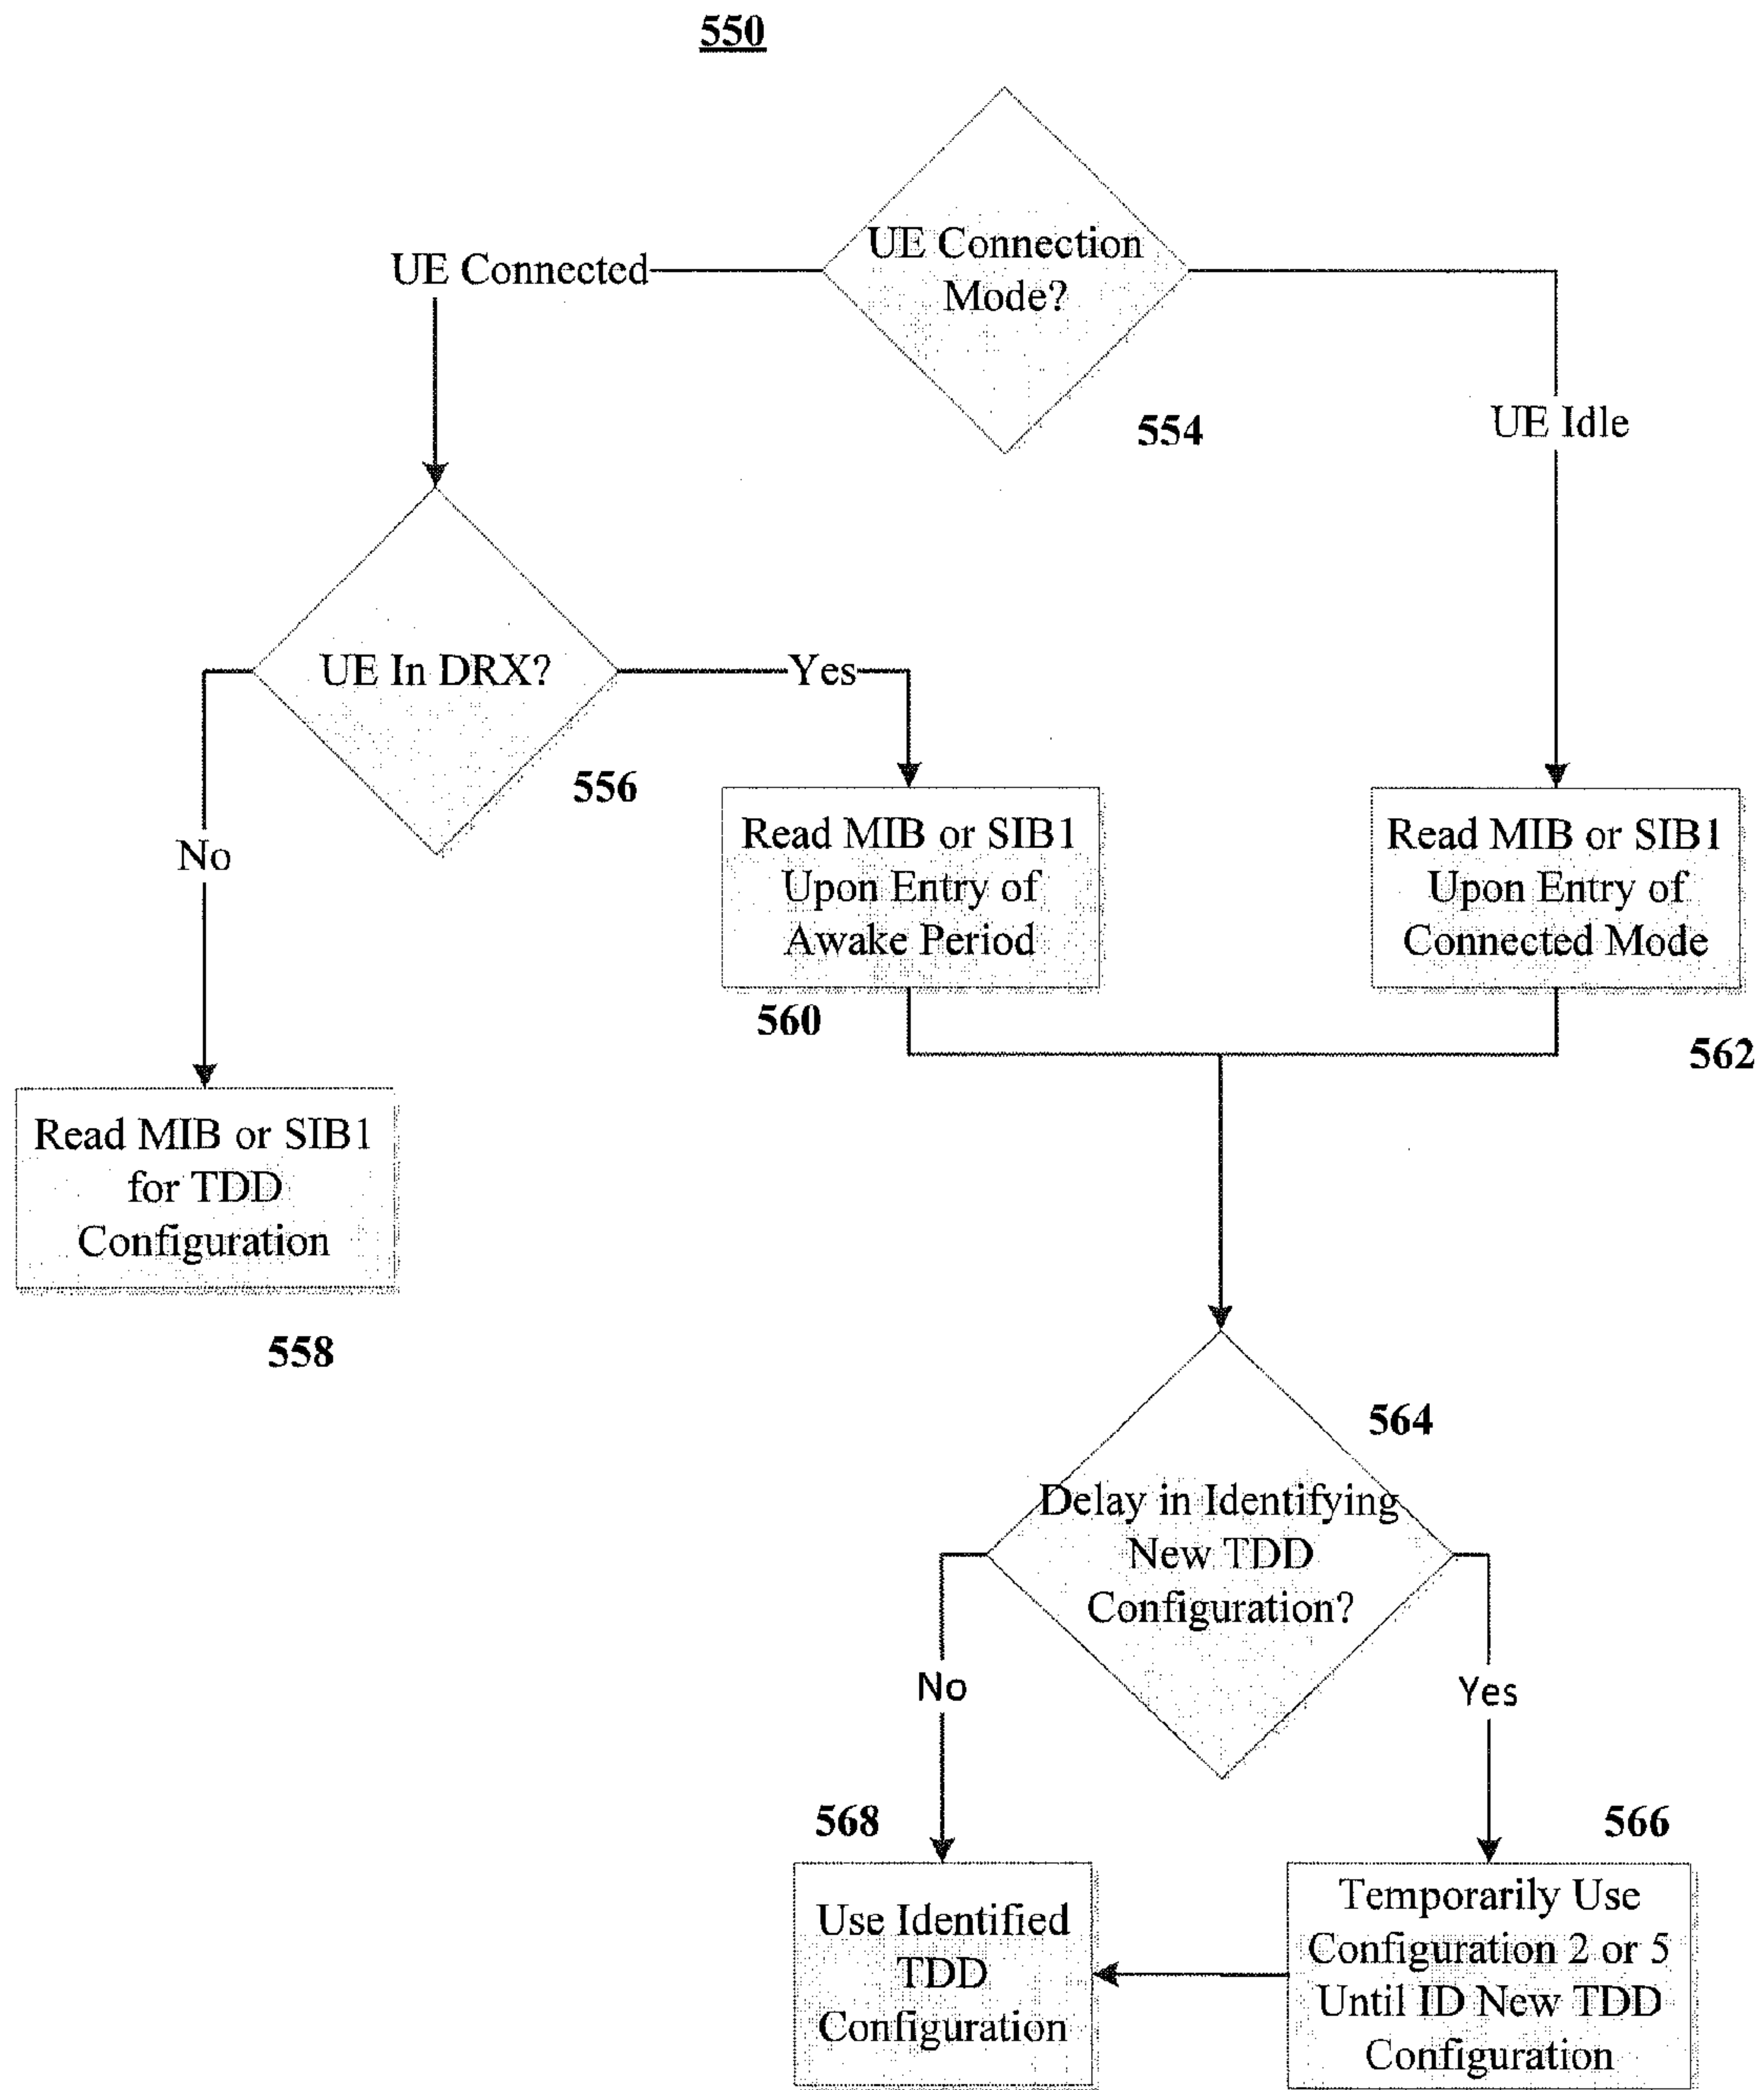 550
UE Connection
Mode?
554
UE Connected
UE Idle
UE In DRX?
556
Yes
No
Read MIB or SIB1
Upon Entry of
Awake Period
560
Read MIB or SIB1
Upon Entry of
Connected Mode
562
Read MIB or SIB1
for TDD
Configuration
558
564
Delay in Identifying
New TDD
Configuration?
No
Yes
568
566
Use Identified
TDD
Configuration
Temporarily Use
Configuration 2 or 5
Until ID New TDD
Configuration